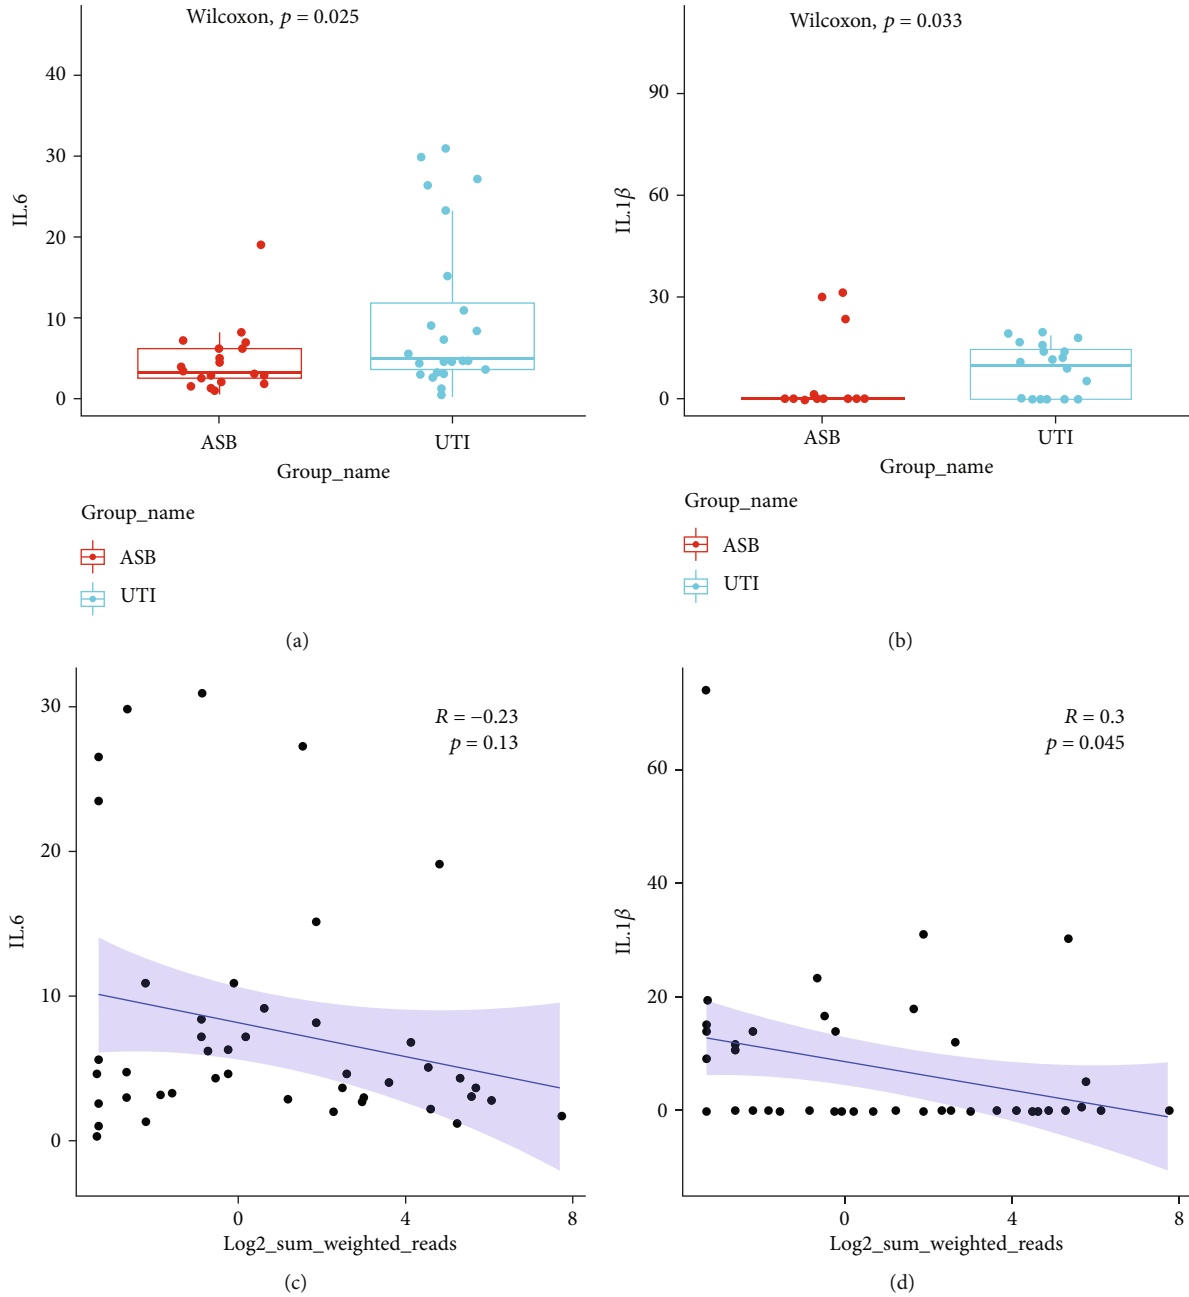 Wilcoxon, p = 0.025
40
30
20
10
0
IL.6
ASB UTI
Group_name
Group_name
ASB
UTI
(a)
Wilcoxon, p = 0.033
90
60
30
0
IL.1β
ASB UTI
Group_name
Group_name
ASB
UTI
(b)
R = −0.23
p = 0.13
30
20
10
0
IL.6
0 4 8
Log2_sum_weighted_reads
(c)
R = 0.3
p = 0.045
60
40
20
0
IL.1β
0 4 8
Log2_sum_weighted_reads
(d)